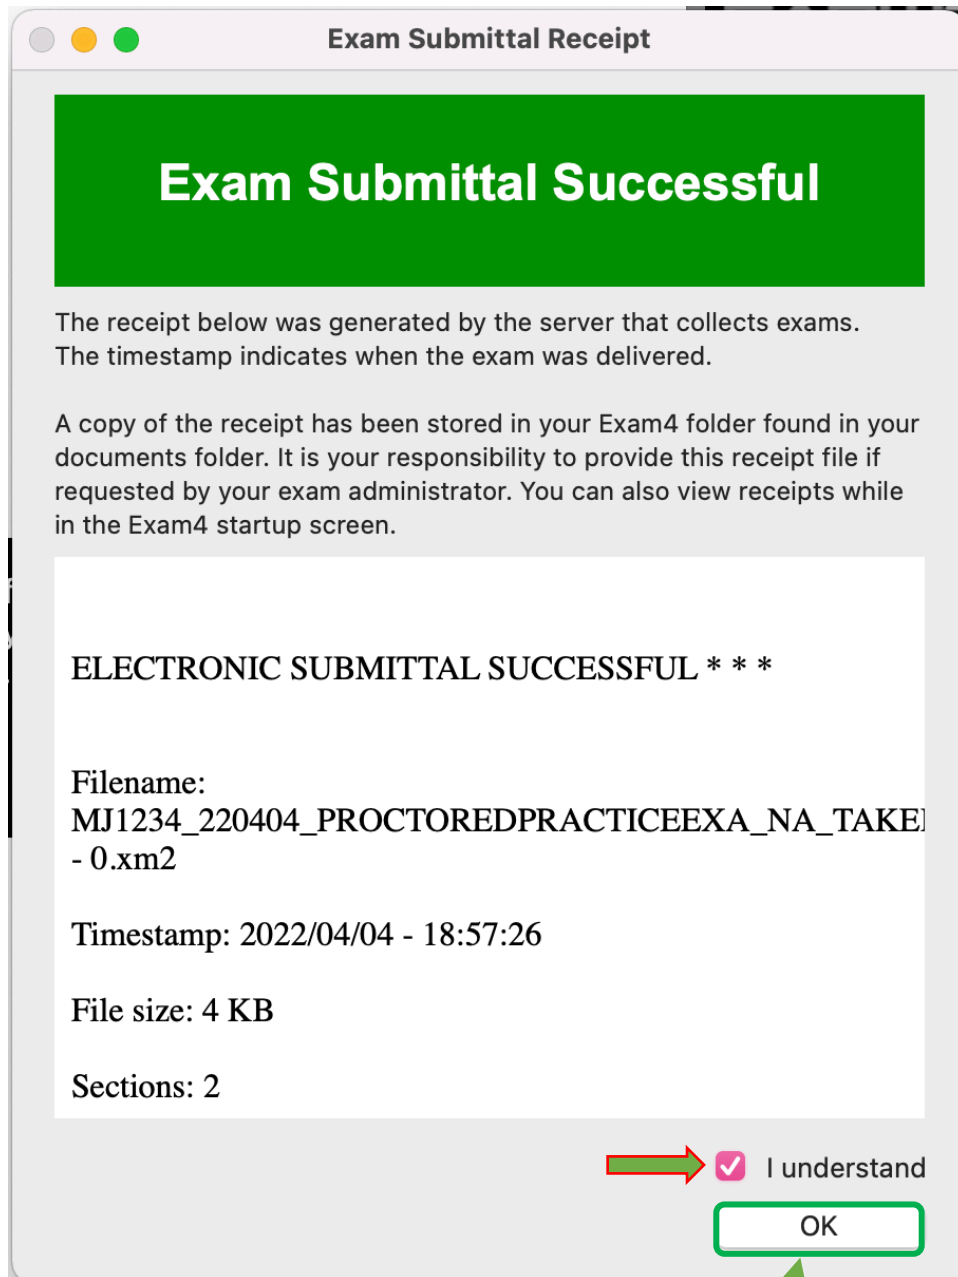 Exam Submittal Receipt
Exam Submittal Successful
The receipt below was generated by the server that collects exams.
The timestamp indicates when the exam was delivered.
A copy of the receipt has been stored in your Exam4 folder found in your
documents folder. It is your responsibility to provide this receipt file if
requested by your exam administrator. You can also view receipts while
in the Exam4 startup screen.
ELECTRONIC SUBMITTAL SUCCESSFUL * * *
Filename:
MJ1234_220404_PROCTOREDPRACTICEEXA_NA_TAKE
- 0.xm2
Timestamp: 2022/04/04 - 18:57:26
File size: 4 KB
Sections: 2
I understand
OK